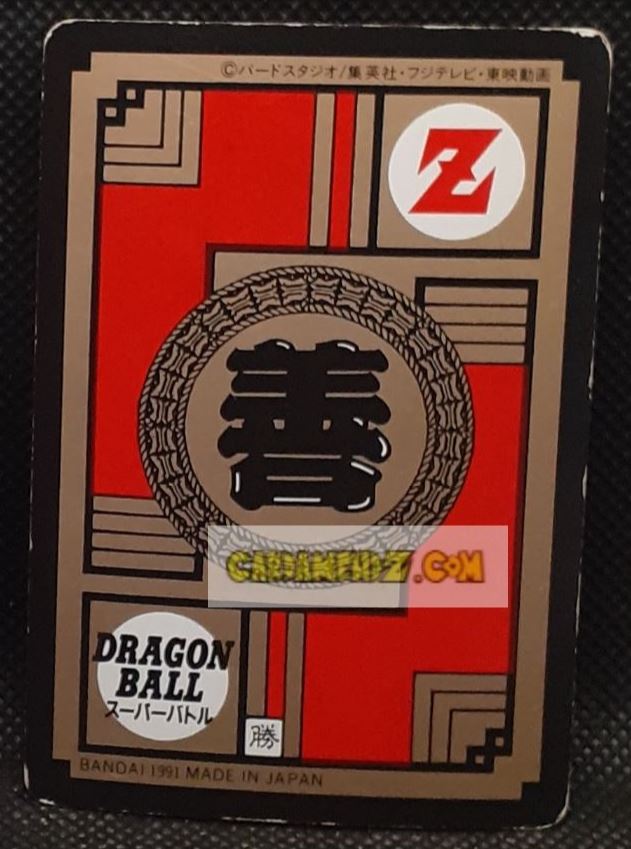 ©バードスタジオ/集英社・フジテレビ・東映動画
Z
善
CARDAMEHDZ.COM
DRAGON
BALL
スーパーバトル
勝
BANDAI 1991 MADE IN JAPAN